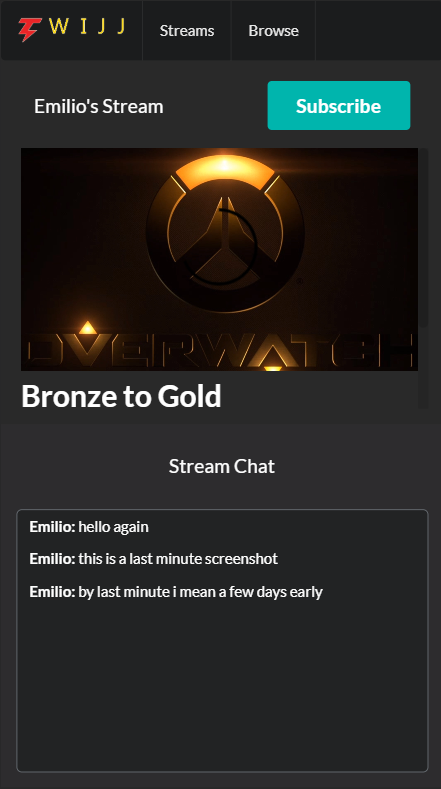 WIJJ Streams Browse
Emilio's Stream Subscribe
OVERWATCH
Bronze to Gold
Stream Chat
Emilio: hello again
Emilio: this is a last minute screenshot
Emilio: by last minute i mean a few days early